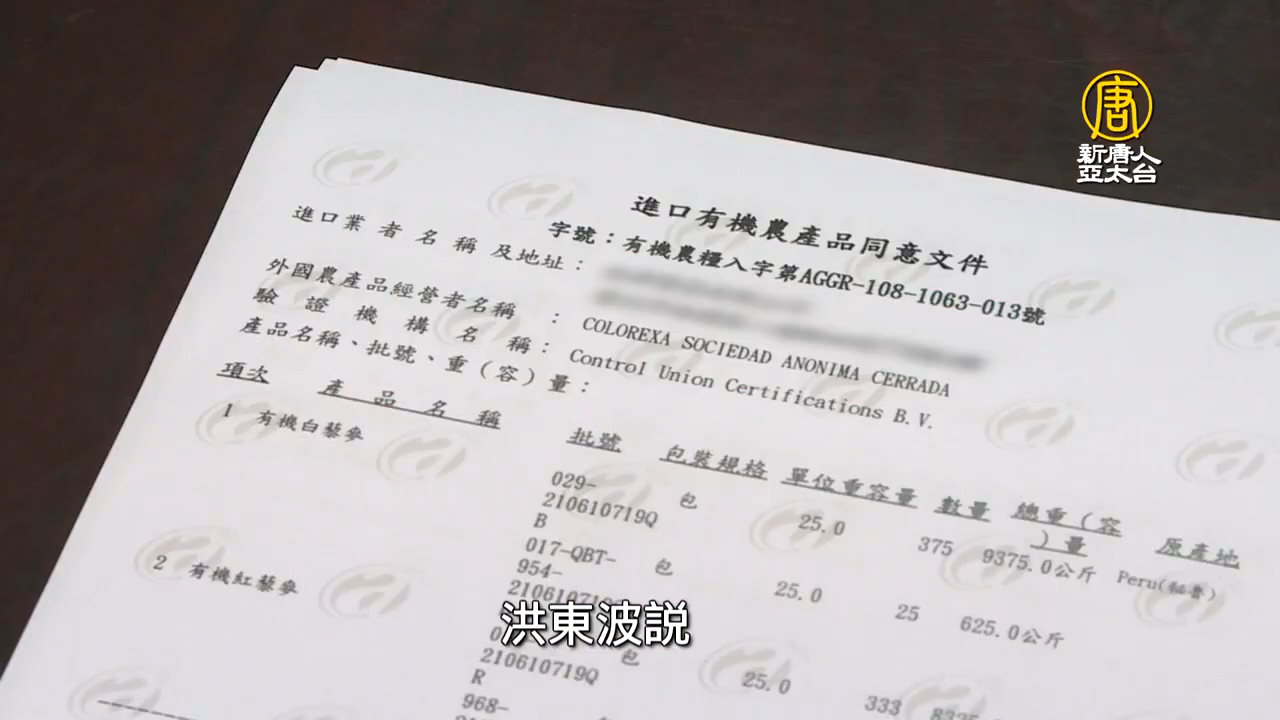 唐
新唐人
亞太台
進口有機農產品同意文件
字號：有機農糧入字第AGGR-108-1063-013號
進口業者名稱及地址：
外國農產品經營者名稱：COLOREXA SOCIEDAD ANONIMA CERRADA
驗證機構名稱：Control Union Certifications B.V.
產品名稱、批號、重（容）量：
項次 產品名稱 批號 包裝規格 單位重容量 數量 總重（容）量 原產地
1 有機白藜麥 029-210610719QB 包 25.0 375 9375.0公斤 Peru(秘魯)
017-QBT-954- 包 25.0 25 625.0公斤
2 有機紅藜麥
210610719Q 包 25.0 333
R
968-
洪東波説